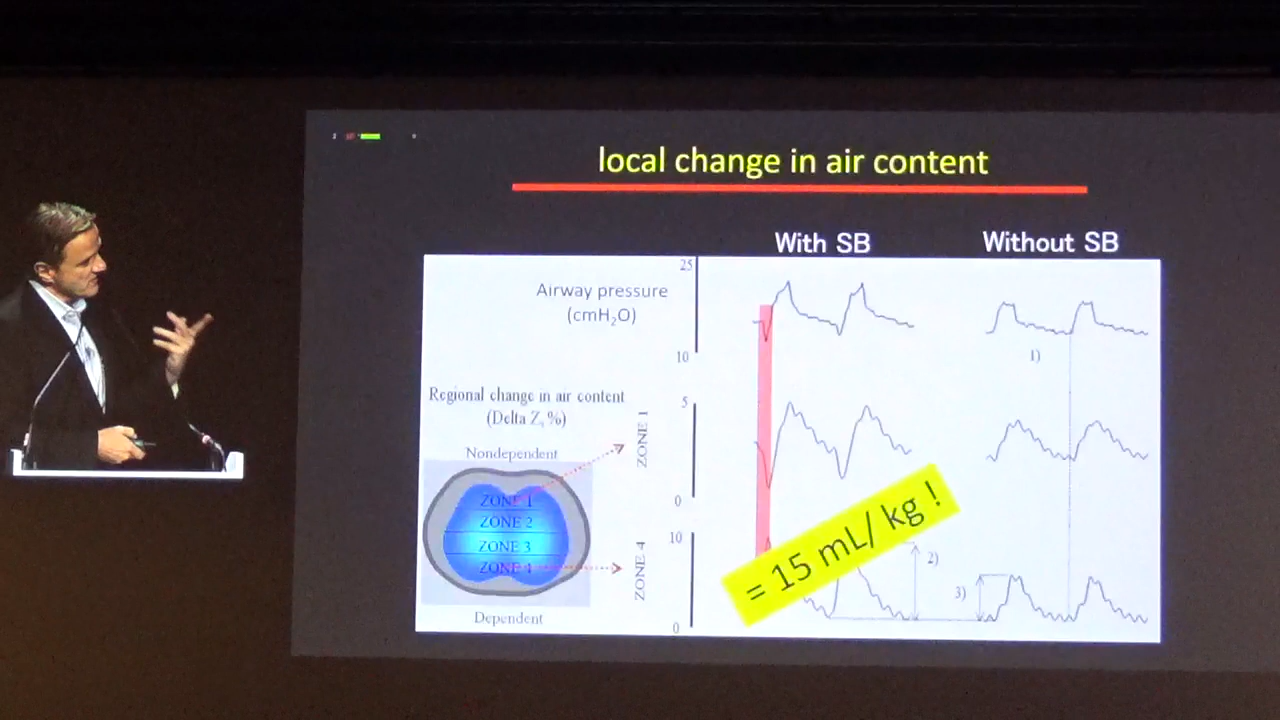 local change in air content
With SB
Without SB
25
Airway pressure
(cmH₂O)
10
1)
Regional change in air content
(Delta Z, %)
5
ZONE 1
0
Nondependent
ZONE 1
ZONE 2
ZONE 3
ZONE 4
Dependent
10
ZONE 4
0
= 15 mL/ kg !
2)
3)